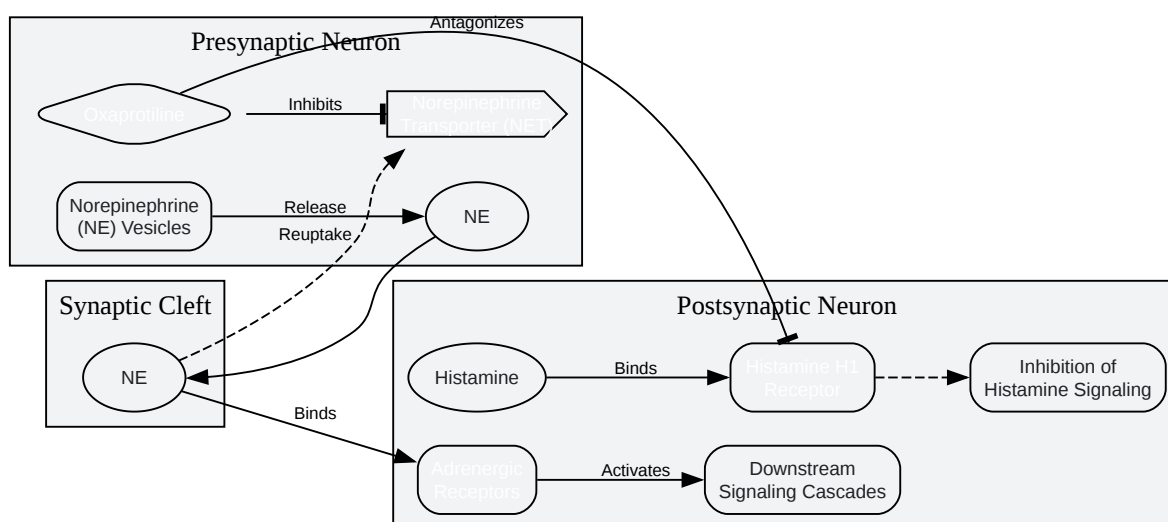 Antagonizes
Presynaptic Neuron
Oxaprotiline
Inhibits
Norepinephrine
Transporter (NET)
Norepinephrine
(NE) Vesicles
Release
Reuptake
NE
Synaptic Cleft
NE
Binds
Postsynaptic Neuron
Histamine
Binds
Histamine H1
Receptor
Inhibition of
Histamine Signaling
Adrenergic
Receptors
Activates
Downstream
Signaling Cascades